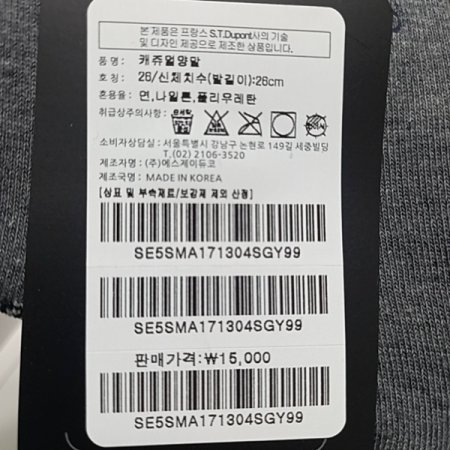 본 제품은 프랑스 S.T.Dupont사의 기술
및 디자인 제공으로 제조한 상품입니다.
품 명 : 캐쥬얼양말
호 칭 : 26/신체치수(발길이):26cm
혼용율 : 면,나일론,폴리우레탄
취급상주의사항 :
소비자상담실 : 서울특별시 강남구 논현로 149길 세중빌딩
T.(02) 2106-3520
제조자명 : (주)에스제이듀코
제조국명 : MADE IN KOREA
[상표 및 부속재료/보강재 제외 산정]
SE5SMA171304SGY99
SE5SMA171304SGY99
판매가격:₩15,000
SE5SMA171304SGY99